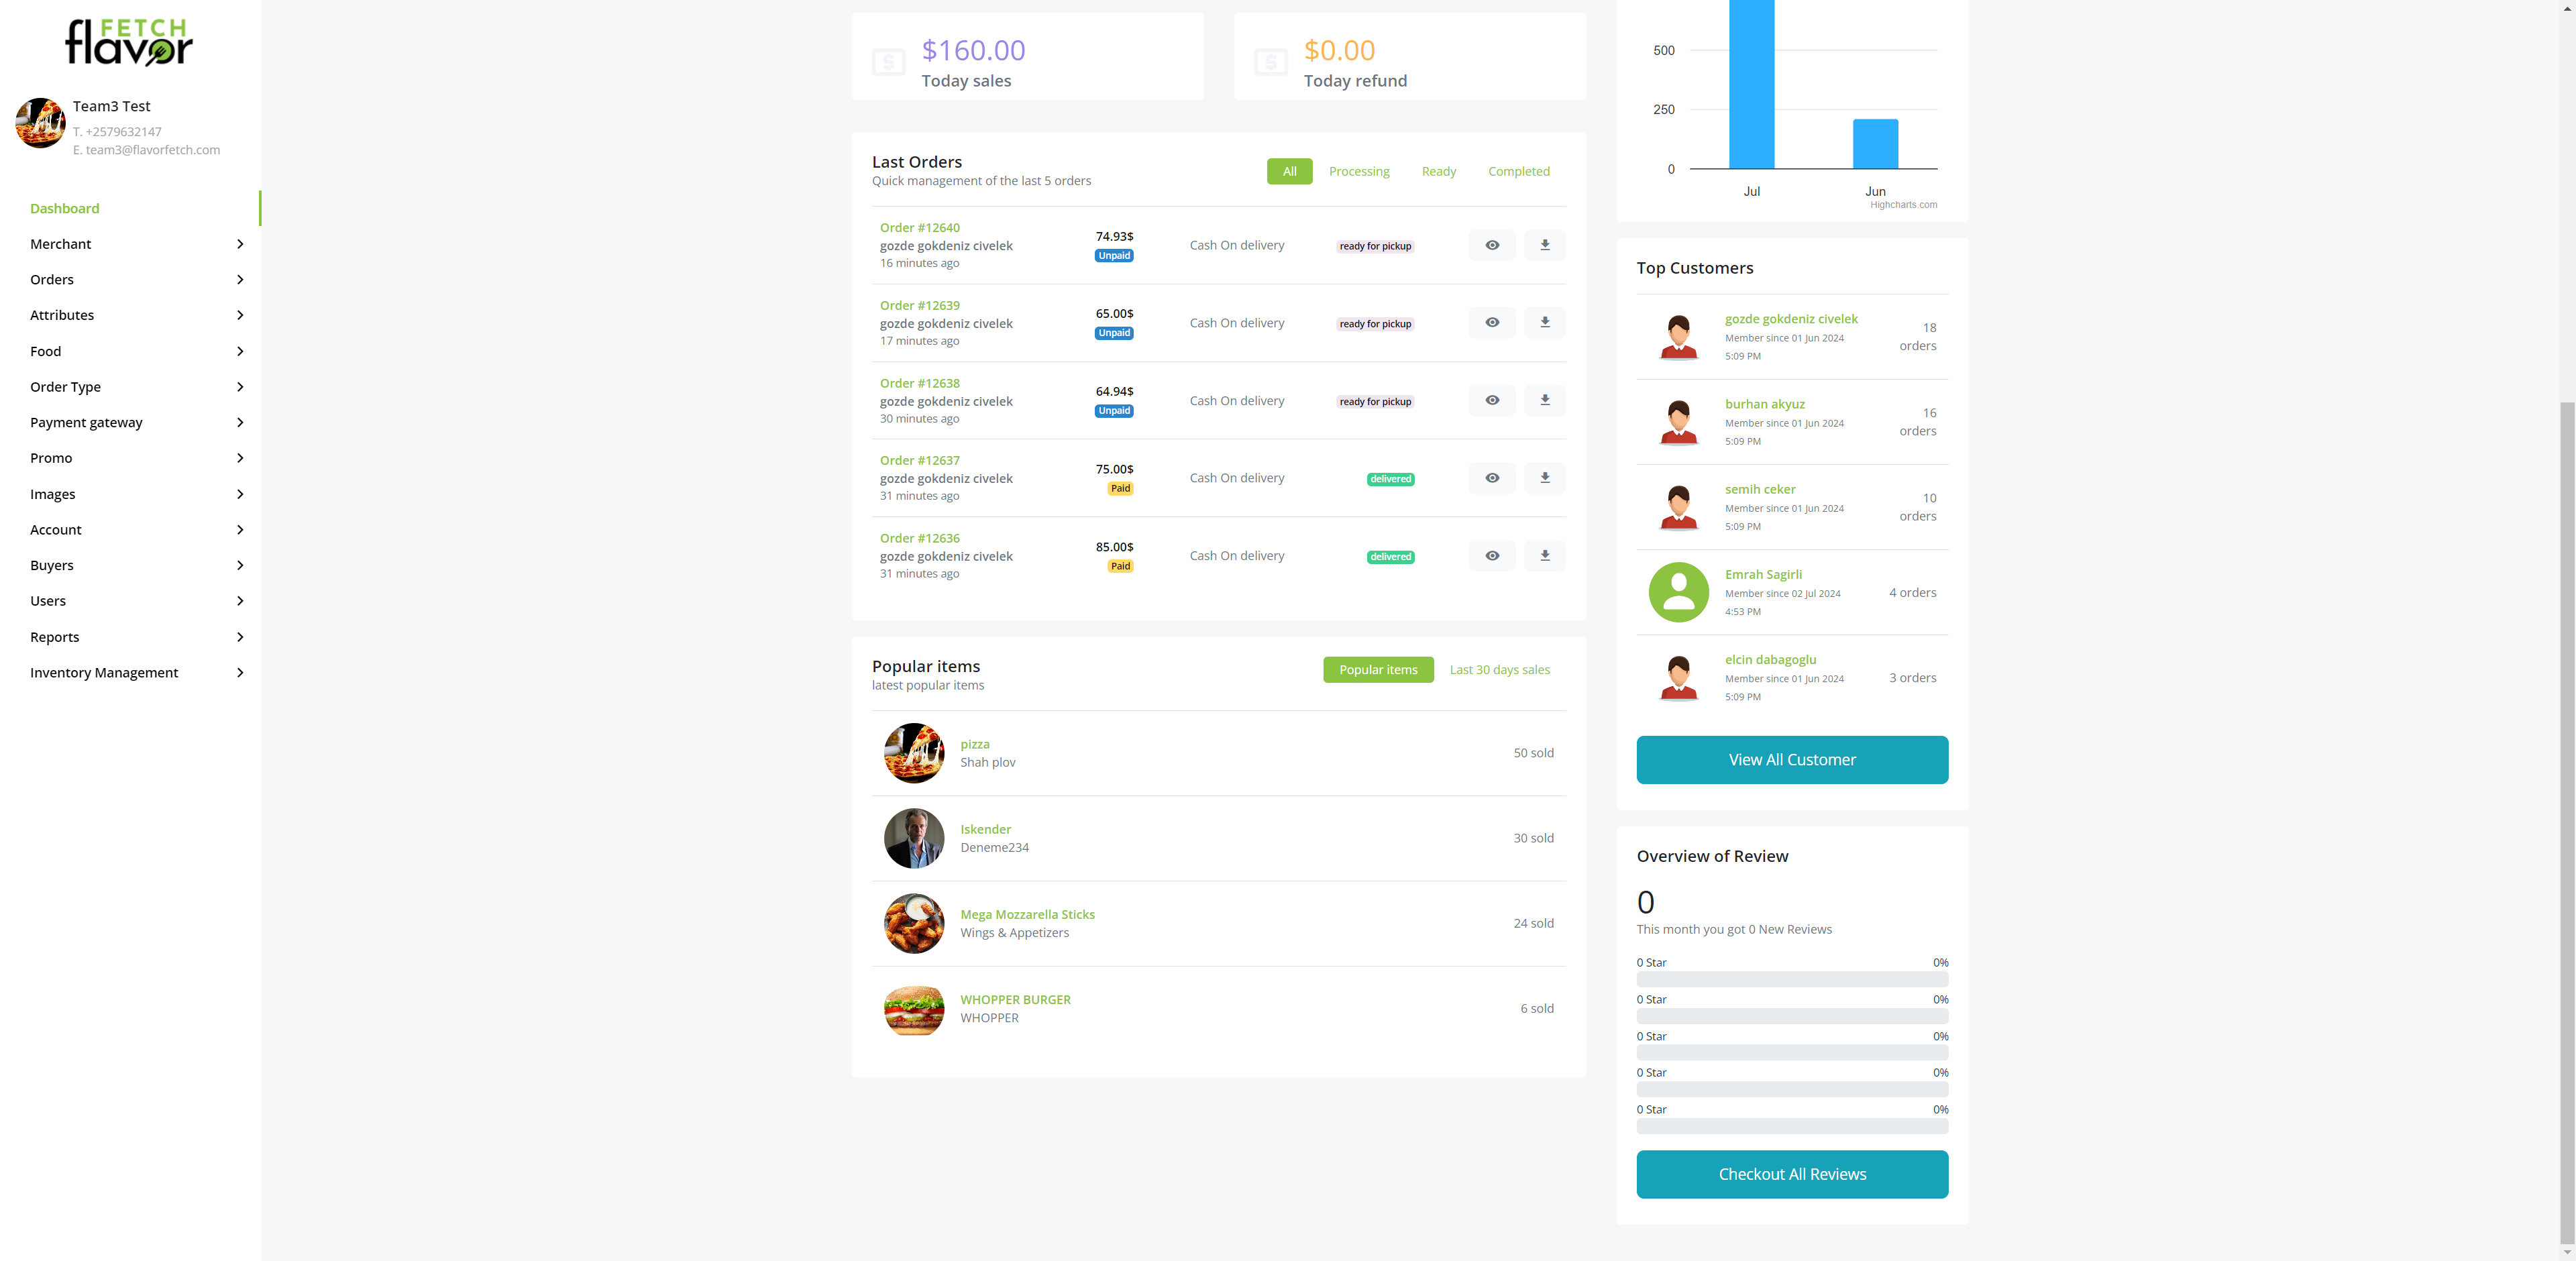 FETCH
flavor
Team3 Test
T. +2579632147
E. team3@flavorfetch.com
Dashboard
Merchant
Orders
Attributes
Food
Order Type
Payment gateway
Promo
Images
Account
Buyers
Users
Reports
Inventory Management
$160.00
Today sales
$0.00
Today refund
Last Orders
Quick management of the last 5 orders
All Processing Ready Completed
Order #12640
gozde gokdeniz civelek
16 minutes ago
74.93$
Unpaid
Cash On delivery
ready for pickup
Order #12639
gozde gokdeniz civelek
17 minutes ago
65.00$
Unpaid
Cash On delivery
ready for pickup
Order #12638
gozde gokdeniz civelek
30 minutes ago
64.94$
Unpaid
Cash On delivery
ready for pickup
Order #12637
gozde gokdeniz civelek
31 minutes ago
75.00$
Paid
Cash On delivery
delivered
Order #12636
gozde gokdeniz civelek
31 minutes ago
85.00$
Paid
Cash On delivery
delivered
Popular items
latest popular items
Popular items Last 30 days sales
pizza
Shah plov
50 sold
Iskender
Deneme234
30 sold
Mega Mozzarella Sticks
Wings & Appetizers
24 sold
WHOPPER BURGER
WHOPPER
6 sold
500
250
0
Jul Jun
Highcharts.com
Top Customers
gozde gokdeniz civelek
Member since 01 Jun 2024
5:09 PM
18
orders
burhan akyuz
Member since 01 Jun 2024
5:09 PM
16
orders
semih ceker
Member since 01 Jun 2024
5:09 PM
10
orders
Emrah Sagirli
Member since 02 Jul 2024
4:53 PM
4 orders
elcin dabagoglu
Member since 01 Jun 2024
5:09 PM
3 orders
View All Customer
Overview of Review
0
This month you got 0 New Reviews
0 Star 0%
0 Star 0%
0 Star 0%
0 Star 0%
0 Star 0%
Checkout All Reviews